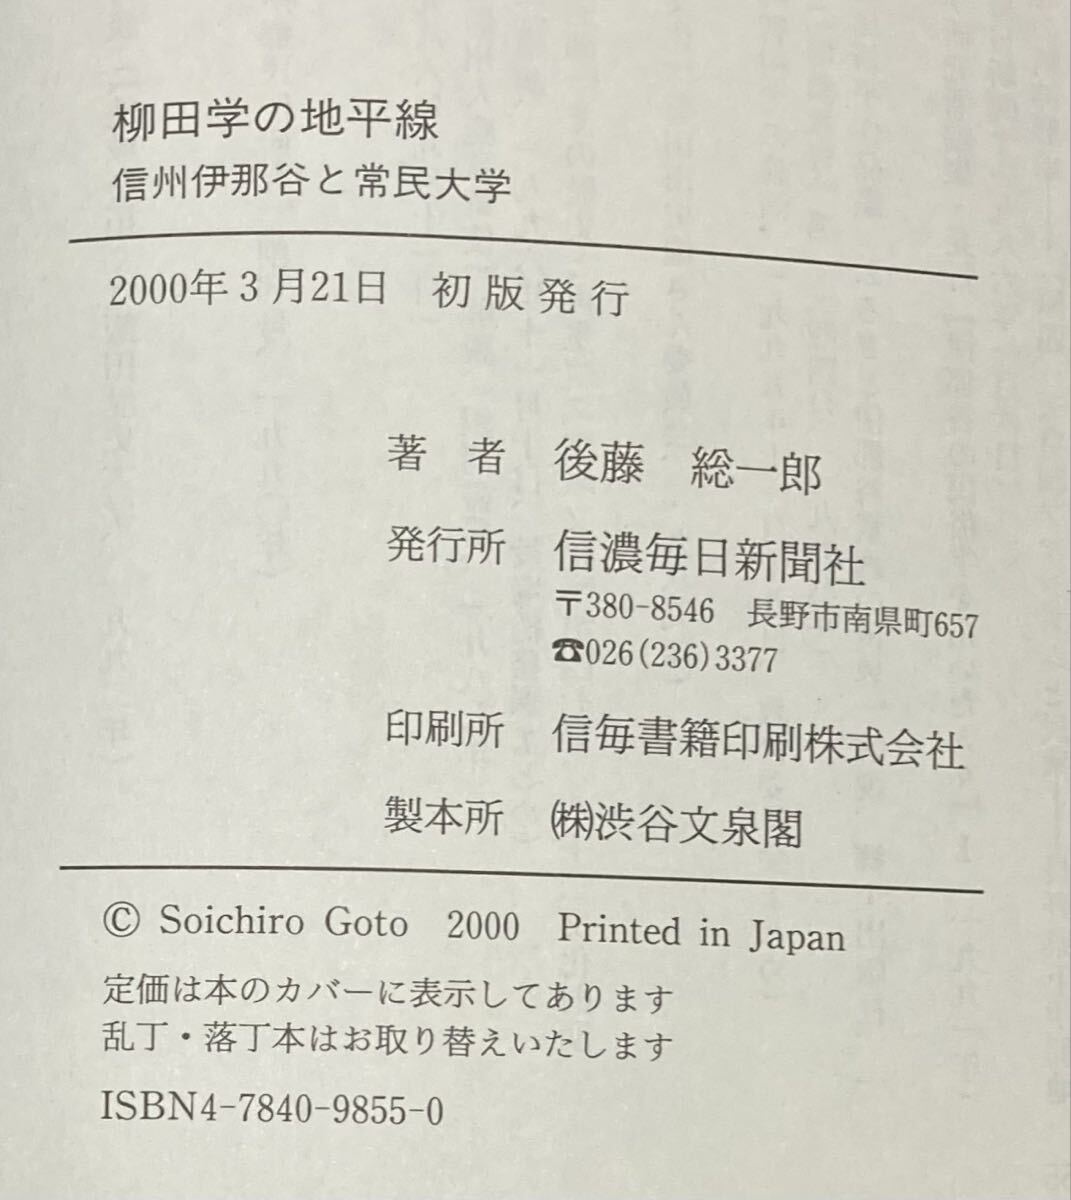 柳田学の地平線
信州伊那谷と常民大学
2000年3月21日 初版発行
著 者 後藤 総一郎
発行所 信濃毎日新聞社
〒380-8546 長野市南県町657
☎026(236)3377
印刷所 信毎書籍印刷株式会社
製本所 ㈱渋谷文泉閣
© Soichiro Goto 2000 Printed in Japan
定価は本のカバーに表示してあります
乱丁・落丁本はお取り替えいたします
ISBN4-7840-9855-0